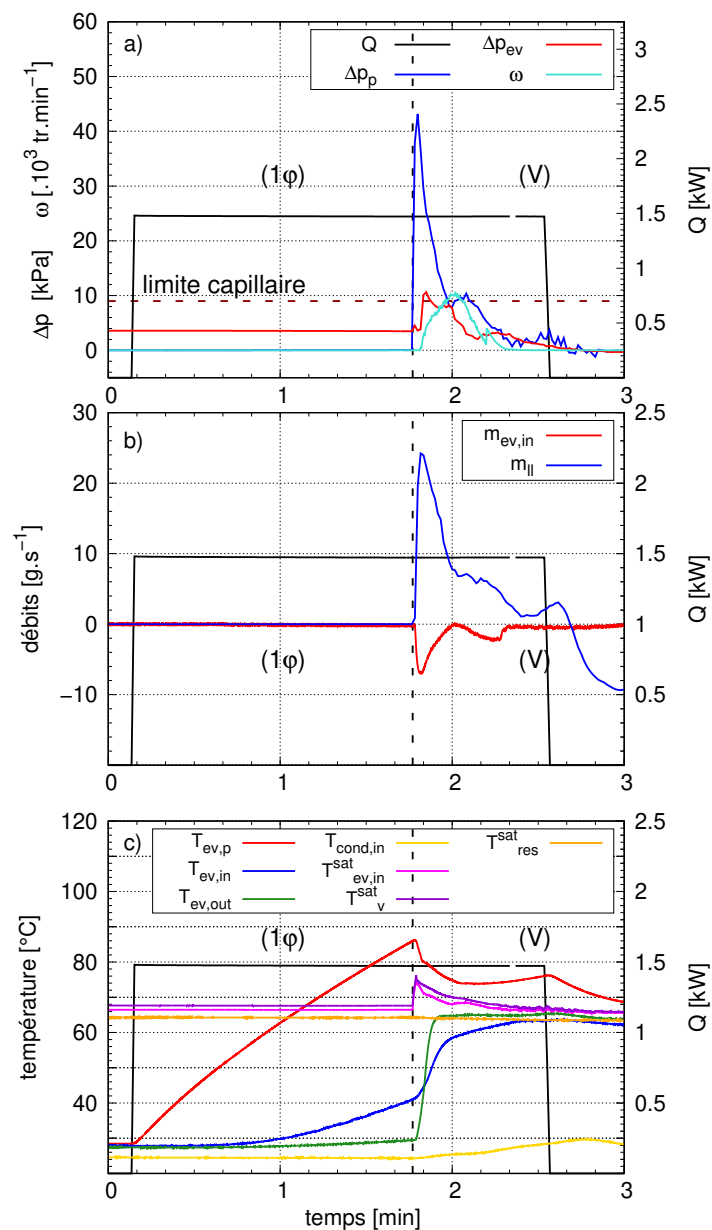 a)
Q
Δp_p
Δp_ev
ω
60
50
40
30
20
10
0
3
2.5
2
1.5
1
0.5
0
1
2
3
(1φ)
(V)
limite capillaire
Δp [kPa] ω [.10³ tr.min⁻¹]
Q [kW]
b)
m_ev,in
m_ll
30
20
10
0
−10
2.5
2
1.5
1
0.5
0
1
2
3
(1φ)
(V)
débits [g.s⁻¹]
Q [kW]
c)
T_ev,p
T_ev,in
T_ev,out
T_cond,in
T^sat_ev,in
T^sat_v
T^sat_res
120
100
80
60
40
2.5
2
1.5
1
0.5
0
1
2
3
(1φ)
(V)
température [°C]
Q [kW]
temps [min]